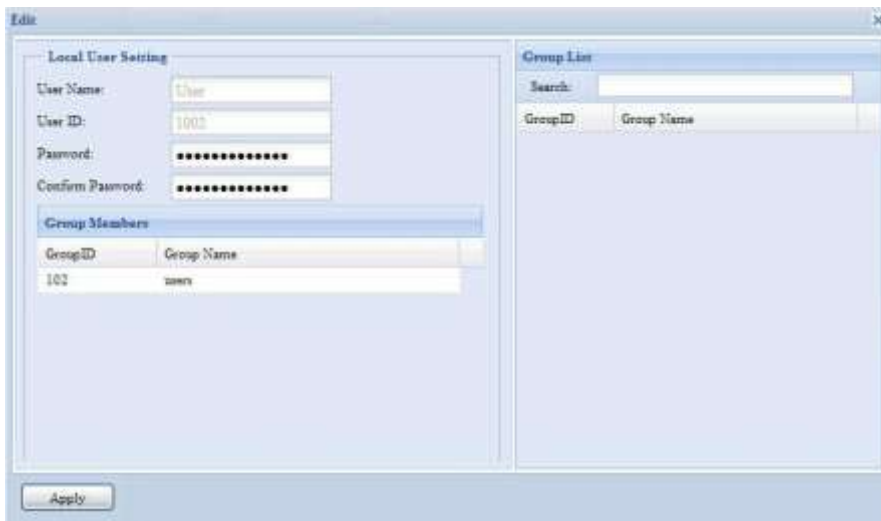 Edit
Local User Setting
User Name: User
User ID: 1002
Password: •••••••••••••
Confirm Password: •••••••••••••
Group Members
GroupID Group Name
102 users
Group List
Search:
GroupID Group Name
Apply